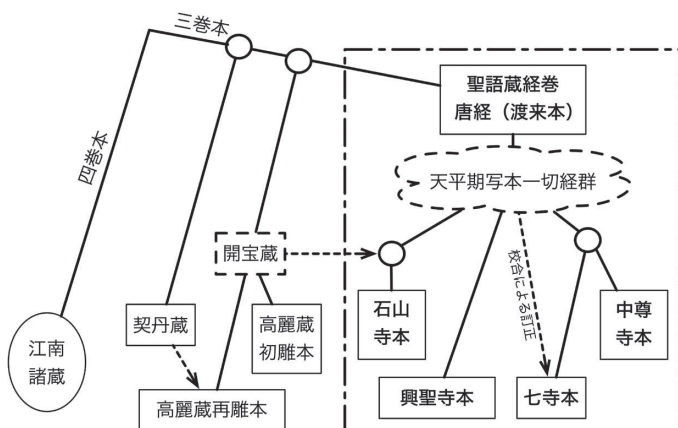 三巻本
四巻本
聖語蔵経巻
唐経（渡来本）
天平期写本一切経群
開宝蔵
校合による訂正
契丹蔵
高麗蔵
初雕本
石山
寺本
中尊
寺本
江南
諸蔵
高麗蔵再雕本
興聖寺本
七寺本